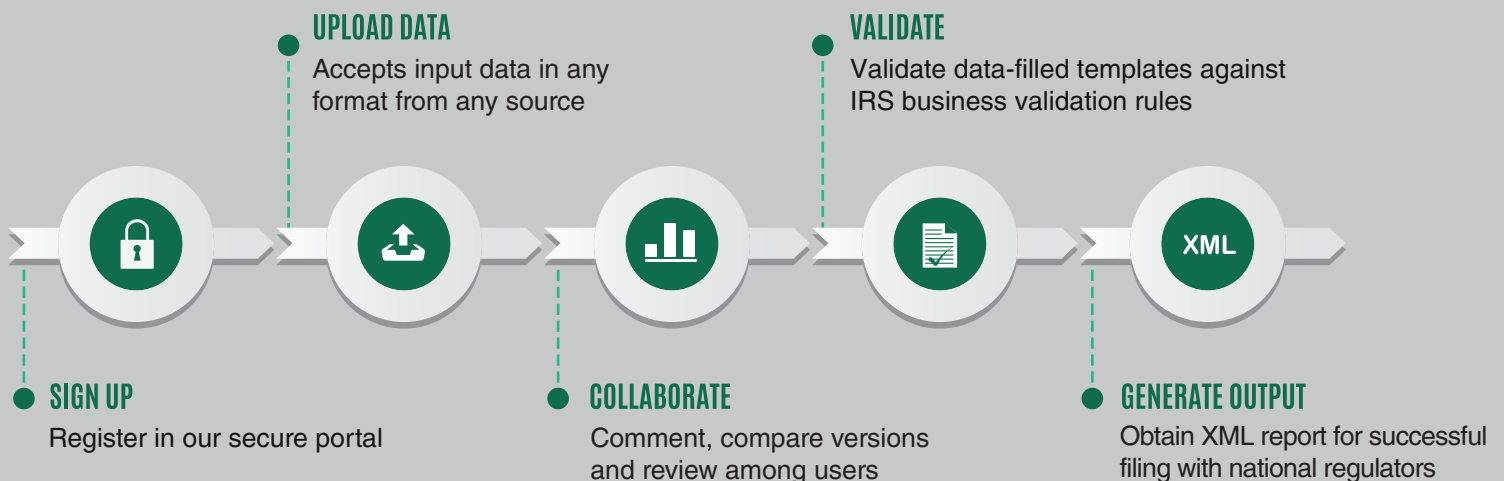 UPLOAD DATA
Accepts input data in any
format from any source
VALIDATE
Validate data-filled templates against
IRS business validation rules
XML
SIGN UP
Register in our secure portal
COLLABORATE
Comment, compare versions
and review among users
GENERATE OUTPUT
Obtain XML report for successful
filing with national regulators